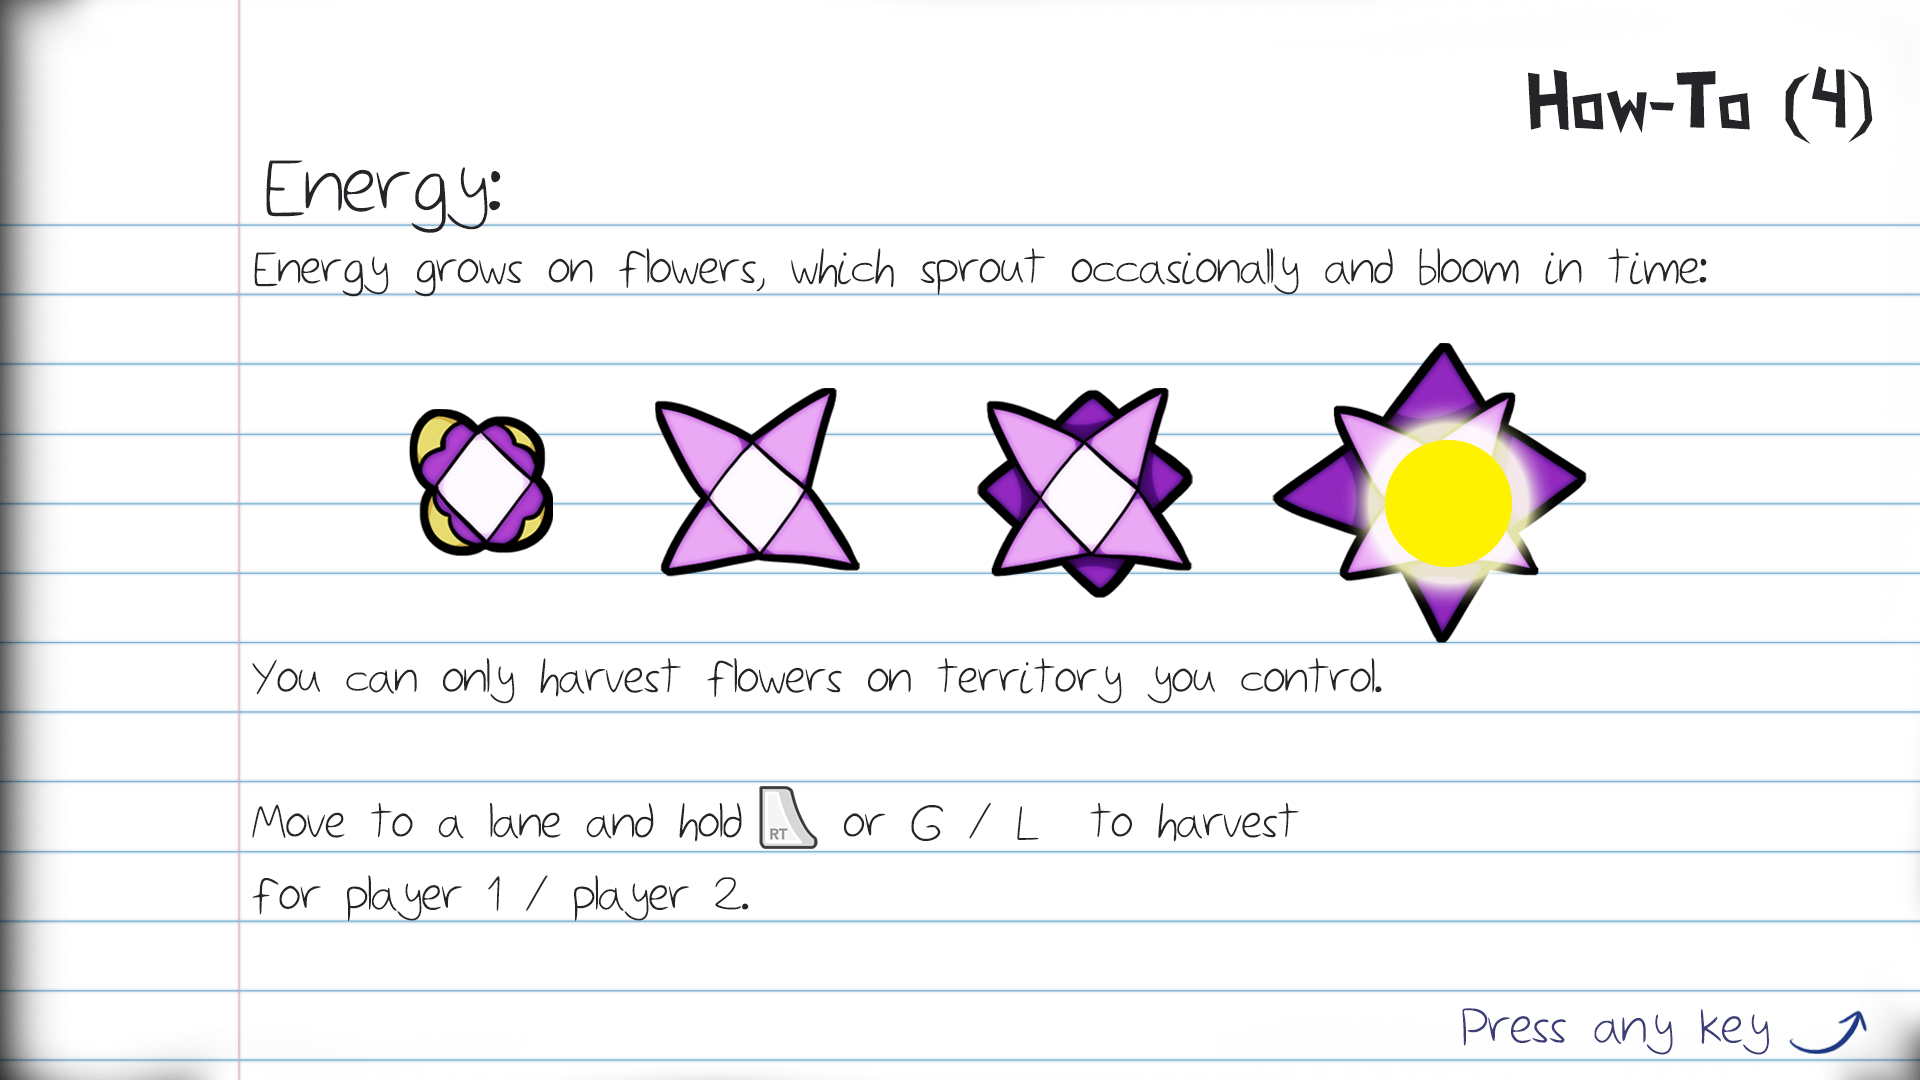 How-To (4)
Energy:
Energy grows on flowers, which sprout occasionally and bloom in time:
You can only harvest flowers on territory you control.
Move to a lane and hold RT or G / L to harvest
for player 1 / player 2.
Press any key